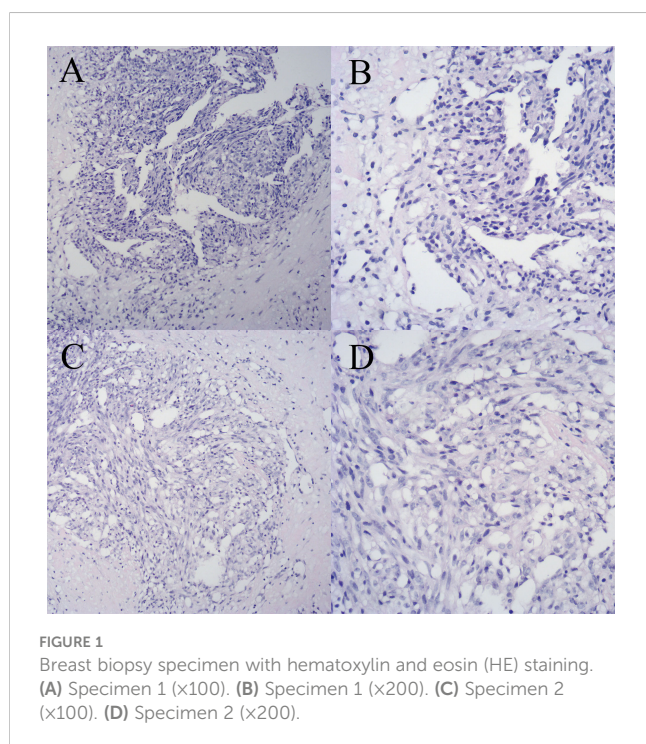 A
B
C
D
FIGURE 1
Breast biopsy specimen with hematoxylin and eosin (HE) staining.
(A) Specimen 1 (×100). (B) Specimen 1 (×200). (C) Specimen 2
(×100). (D) Specimen 2 (×200).